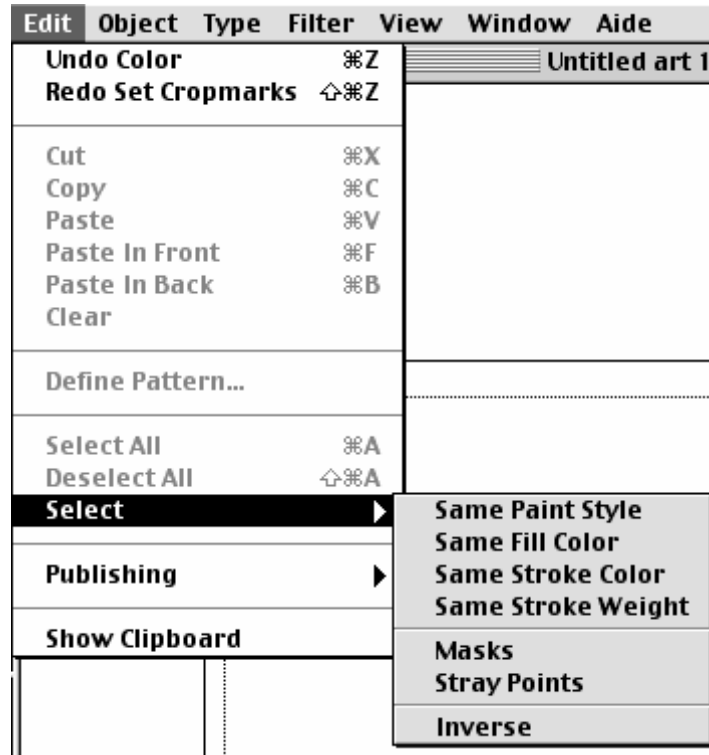 Edit Object Type Filter View Window Aide
Untitled art 1
Undo Color ⌘Z
Redo Set Cropmarks ⇧⌘Z
Cut ⌘X
Copy ⌘C
Paste ⌘V
Paste In Front ⌘F
Paste In Back ⌘B
Clear
Define Pattern...
Select All ⌘A
Deselect All ⇧⌘A
Select
Publishing
Show Clipboard
Same Paint Style
Same Fill Color
Same Stroke Color
Same Stroke Weight
Masks
Stray Points
Inverse